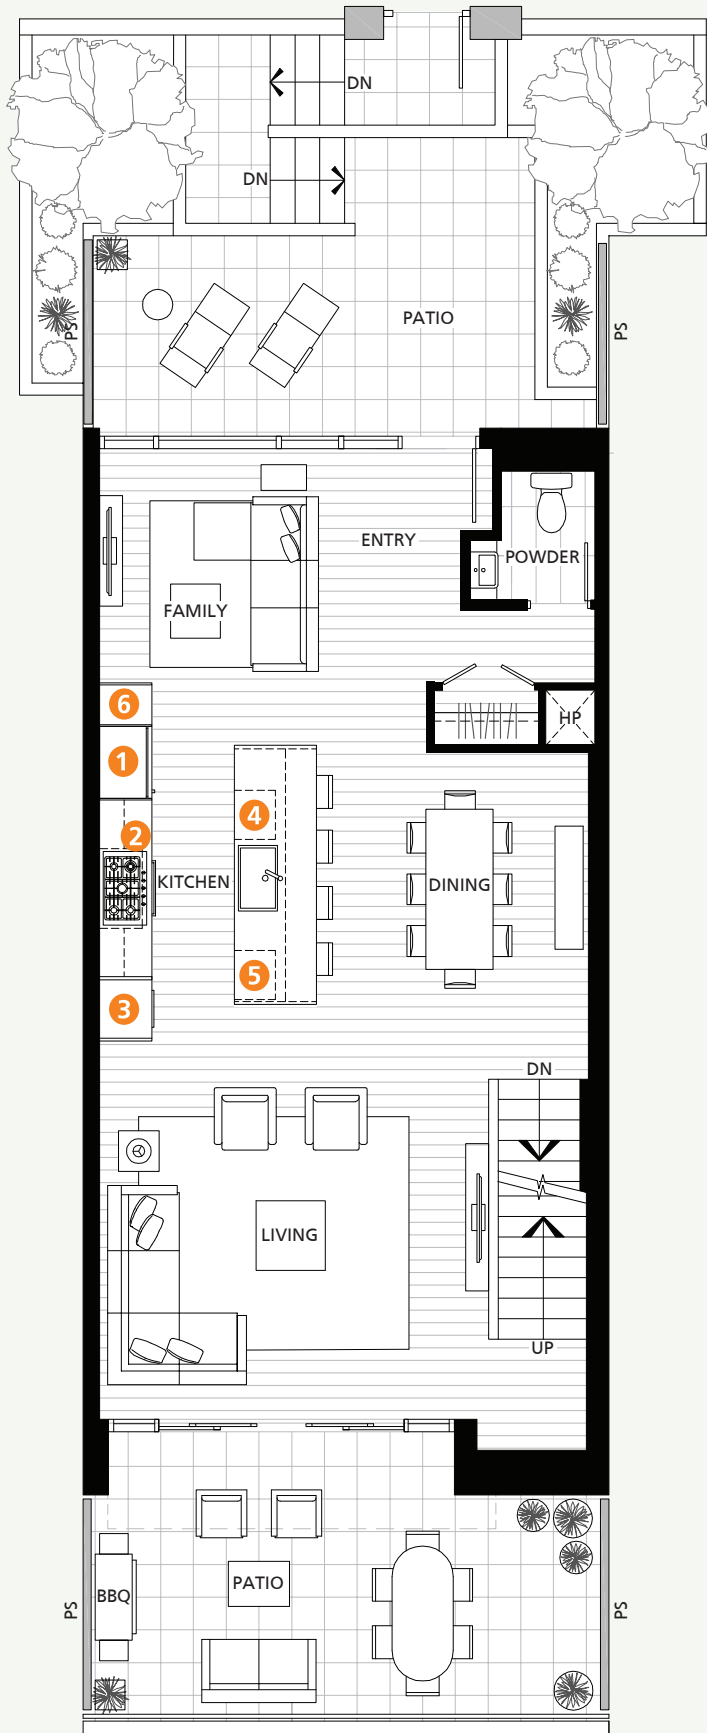 DN
DN
PATIO
PS
PS
ENTRY
POWDER
FAMILY
6
HP
1
4
2
KITCHEN
DINING
5
3
DN
LIVING
UP
PATIO
BBQ
PS
PS